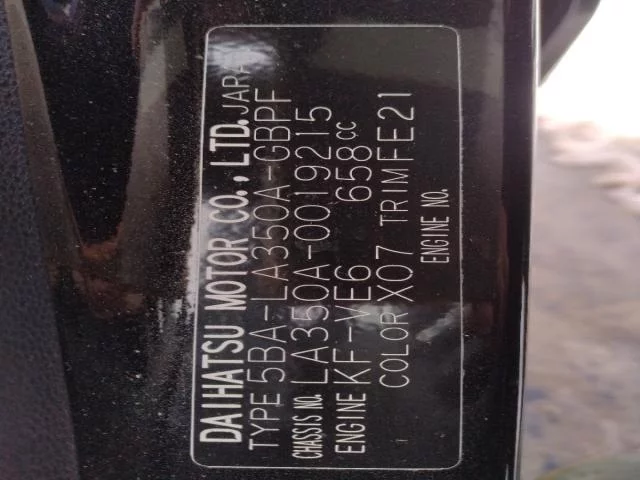 DAIHATSU MOTOR CO., LTD. JAPA
TYPE 5BA-LA350A-GBPF
CHASSIS NO. LA350A-0019215
ENGINE KF-VE6 658cc
COLOR X07 TRIM FE21
ENGINE NO.